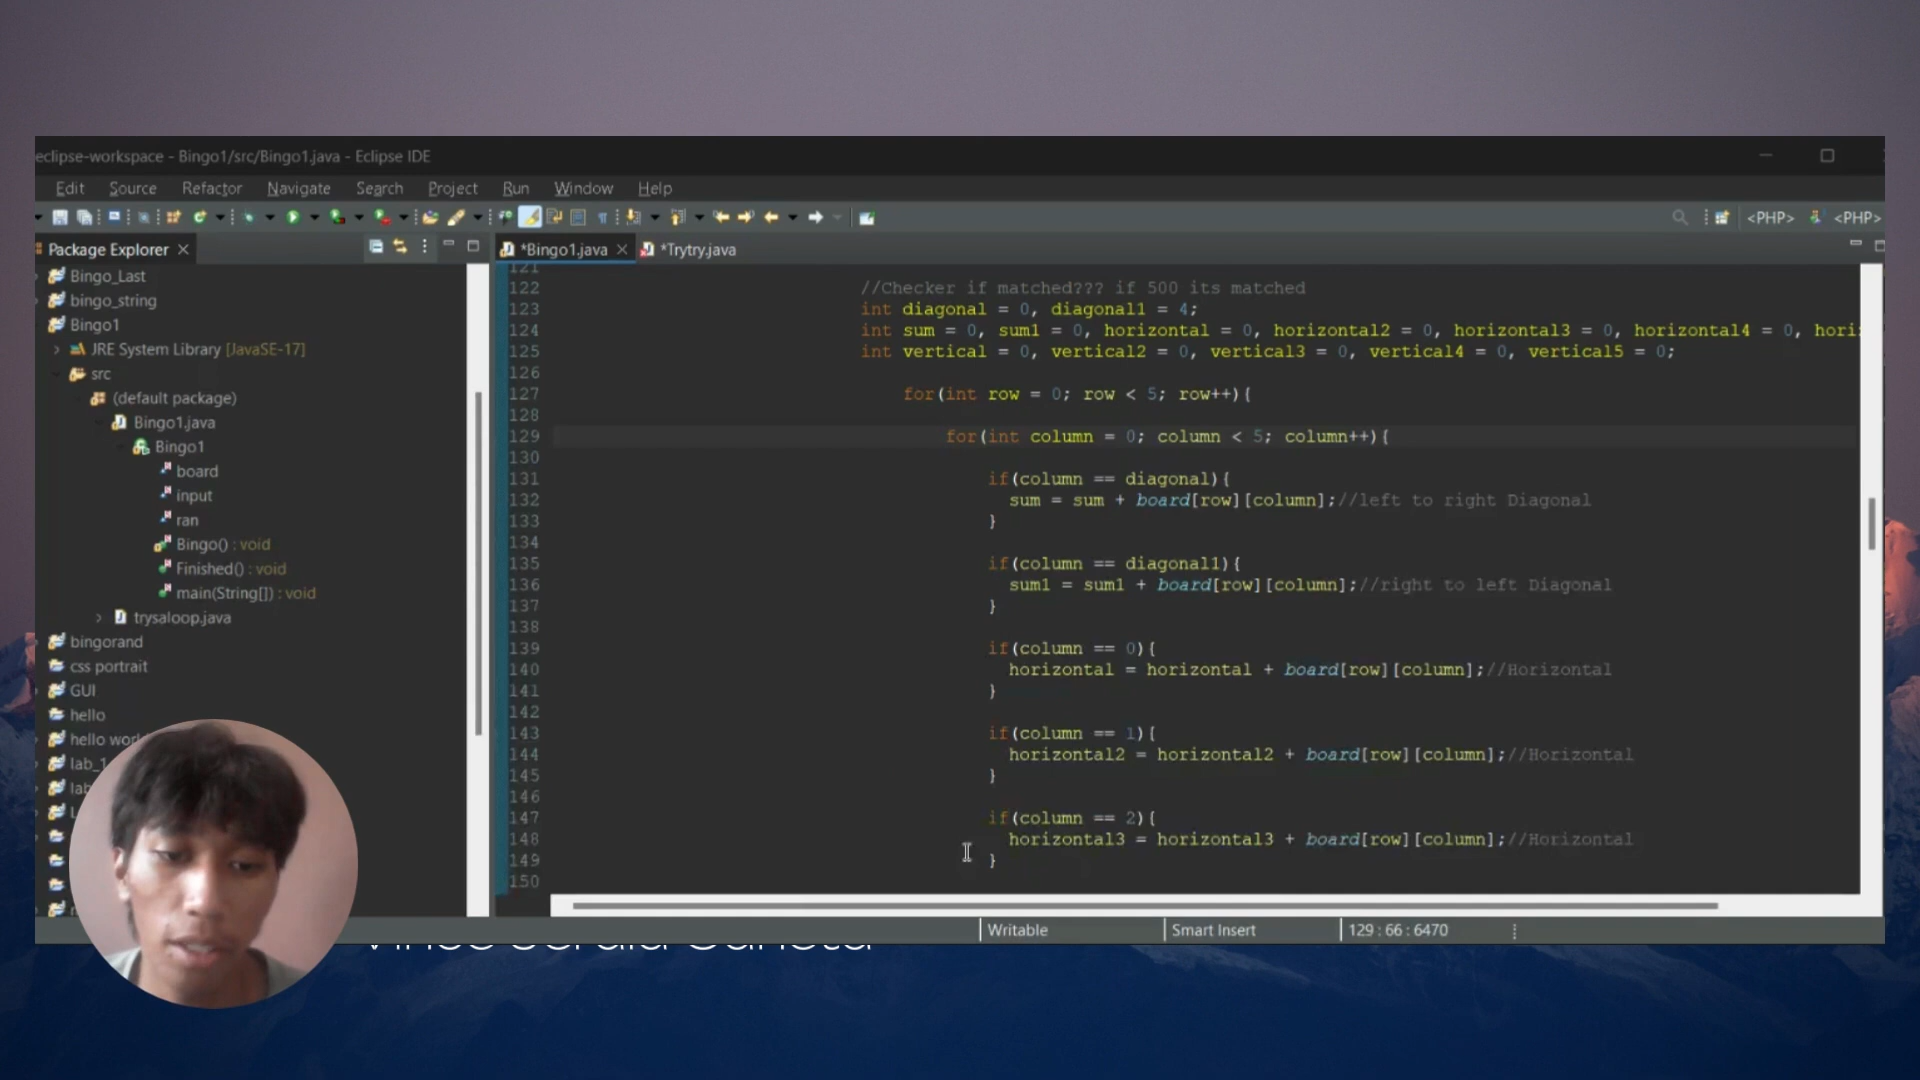 eclipse-workspace - Bingo1/src/Bingo1.java - Eclipse IDE
Edit Source Refactor Navigate Search Project Run Window Help
<PHP> <PHP>
Package Explorer
*Bingo1.java *Trytry.java
Bingo_Last
bingo_string
Bingo1
JRE System Library [JavaSE-17]
src
(default package)
Bingo1.java
Bingo1
board
input
ran
Bingo() : void
Finished() : void
main(String[]) : void
trysaloop.java
bingorand
css portrait
GUI
hello
hello
lab_1
121
122 //Checker if matched??? if 500 its matched
123 int diagonal = 0, diagonal1 = 4;
124 int sum = 0, sum1 = 0, horizontal = 0, horizontal2 = 0, horizontal3 = 0, horizontal4 = 0, hori
125 int vertical = 0, vertical2 = 0, vertical3 = 0, vertical4 = 0, vertical5 = 0;
126
127 for(int row = 0; row < 5; row++){
128
129 for(int column = 0; column < 5; column++){
130
131 if(column == diagonal){
132 sum = sum + board[row][column];//left to right Diagonal
133 }
134
135 if(column == diagonal1){
136 sum1 = sum1 + board[row][column];//right to left Diagonal
137 }
138
139 if(column == 0){
140 horizontal = horizontal + board[row][column];//Horizontal
141 }
142
143 if(column == 1){
144 horizontal2 = horizontal2 + board[row][column];//Horizontal
145 }
146
147 if(column == 2){
148 horizontal3 = horizontal3 + board[row][column];//Horizontal
149 }
150
Writable Smart Insert 129 : 66 : 6470